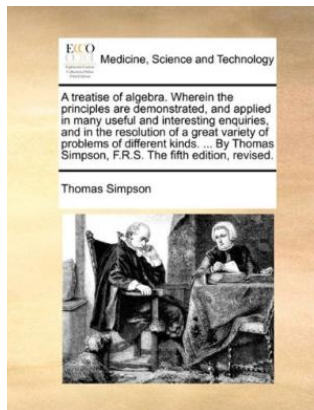 ECCO
Medicine, Science and Technology
A treatise of algebra. Wherein the
principles are demonstrated, and applied
in many useful and interesting enquiries,
and in the resolution of a great variety of
problems of different kinds. ... By Thomas
Simpson, F.R.S. The fifth edition, revised.
Thomas Simpson